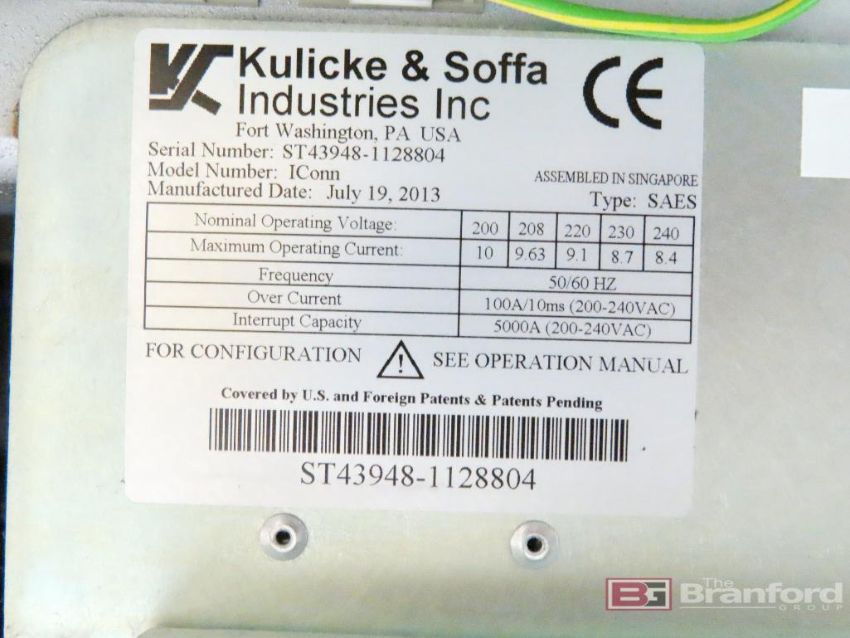 Kulicke & Soffa
Industries Inc
CE
Fort Washington, PA USA
Serial Number: ST43948-1128804
Model Number: IConn
ASSEMBLED IN SINGAPORE
Manufactured Date: July 19, 2013
Type: SAES
Nominal Operating Voltage: 200 208 220 230 240
Maximum Operating Current: 10 9.63 9.1 8.7 8.4
Frequency 50/60 HZ
Over Current 100A/10ms (200-240VAC)
Interrupt Capacity 5000A (200-240VAC)
FOR CONFIGURATION ! SEE OPERATION MANUAL
Covered by U.S. and Foreign Patents & Patents Pending
ST43948-1128804
BG The Branford
GROUP